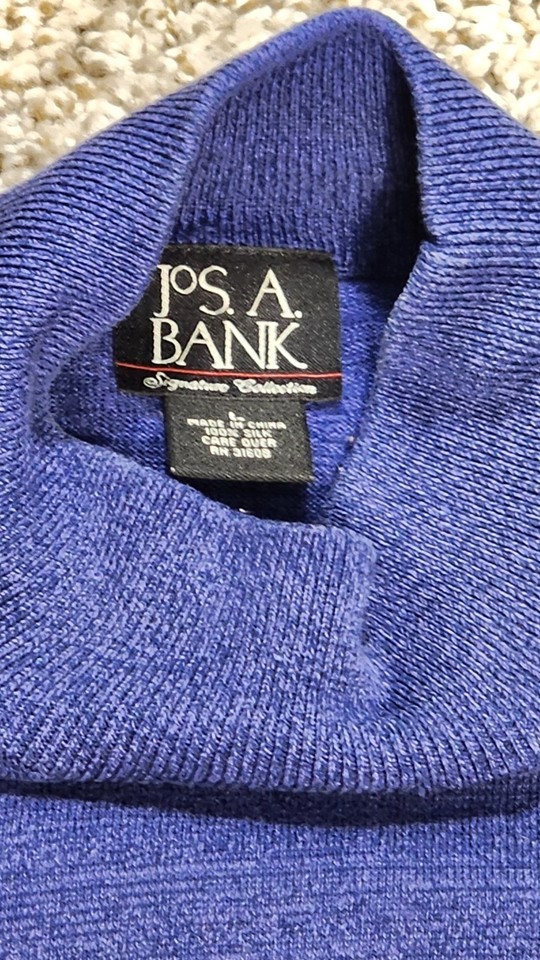 JoS. A.
BANK
Signature Collection
L
MADE IN CHINA
100% SILK
CARE OVER
RN 31608